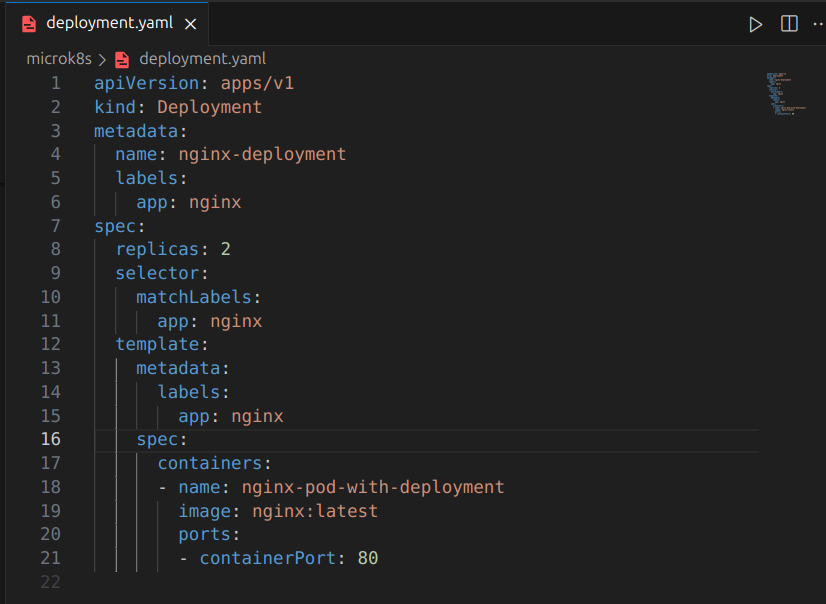 deployment.yaml
microk8s > deployment.yaml
1 apiVersion: apps/v1
2 kind: Deployment
3 metadata:
4   name: nginx-deployment
5   labels:
6     app: nginx
7 spec:
8   replicas: 2
9   selector:
10     matchLabels:
11       app: nginx
12   template:
13     metadata:
14       labels:
15         app: nginx
16     spec:
17       containers:
18       - name: nginx-pod-with-deployment
19         image: nginx:latest
20         ports:
21         - containerPort: 80
22